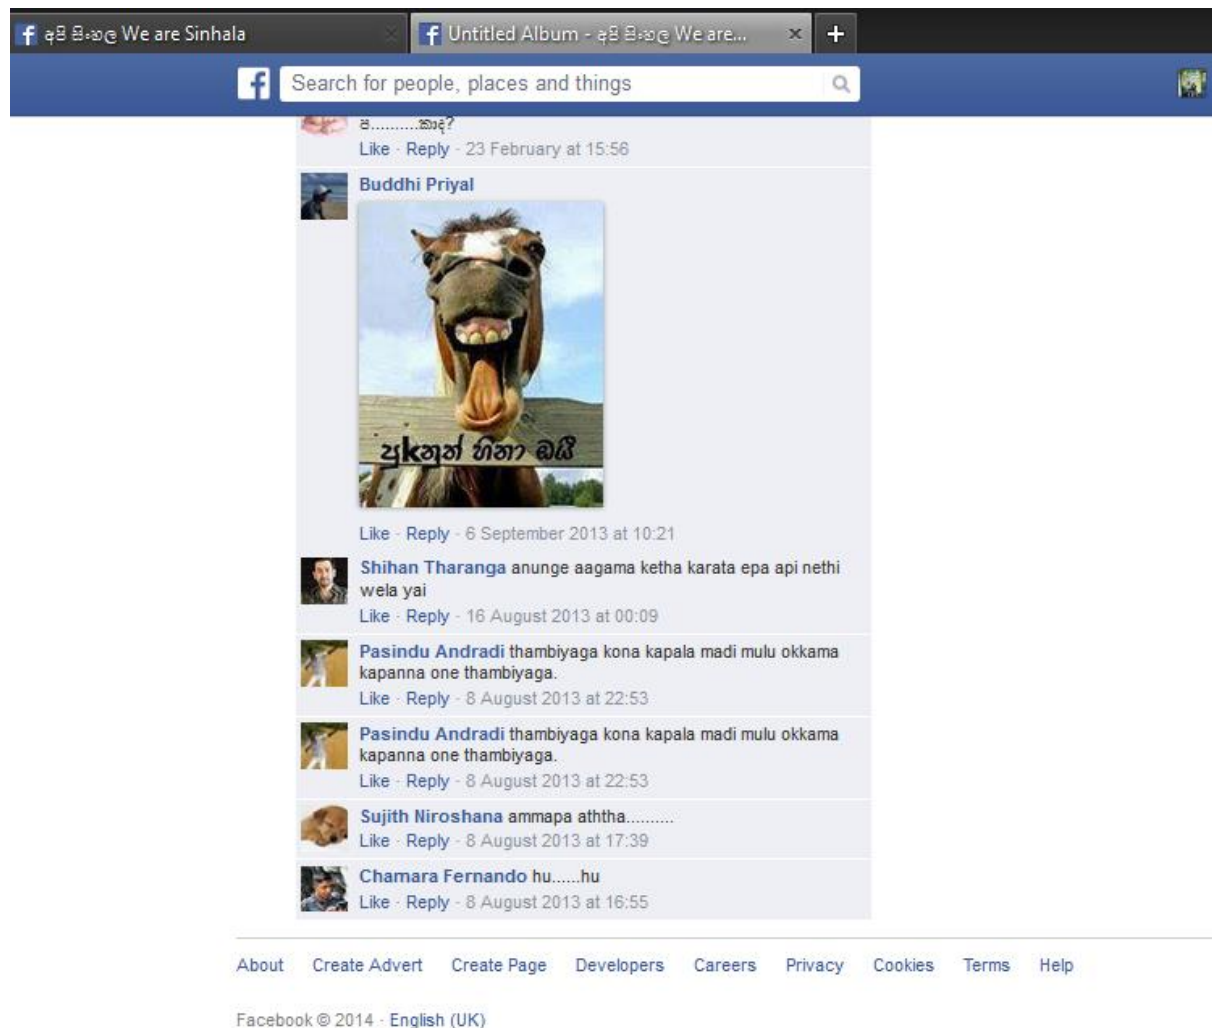 අපි සිංහල We are Sinhala
Untitled Album - අපි සිංහල We are...
Search for people, places and things
ප..........කාද?
Like · Reply · 23 February at 15:56
Buddhi Priyal
පුkනුත් හිනා ඔයී
Like · Reply · 6 September 2013 at 10:21
Shihan Tharanga anunge aagama ketha karata epa api nethi
wela yai
Like · Reply · 16 August 2013 at 00:09
Pasindu Andradi thambiyaga kona kapala madi mulu okkama
kapanna one thambiyaga.
Like · Reply · 8 August 2013 at 22:53
Pasindu Andradi thambiyaga kona kapala madi mulu okkama
kapanna one thambiyaga.
Like · Reply · 8 August 2013 at 22:53
Sujith Niroshana ammapa aththa..........
Like · Reply · 8 August 2013 at 17:39
Chamara Fernando hu......hu
Like · Reply · 8 August 2013 at 16:55
About Create Advert Create Page Developers Careers Privacy Cookies Terms Help
Facebook © 2014 · English (UK)